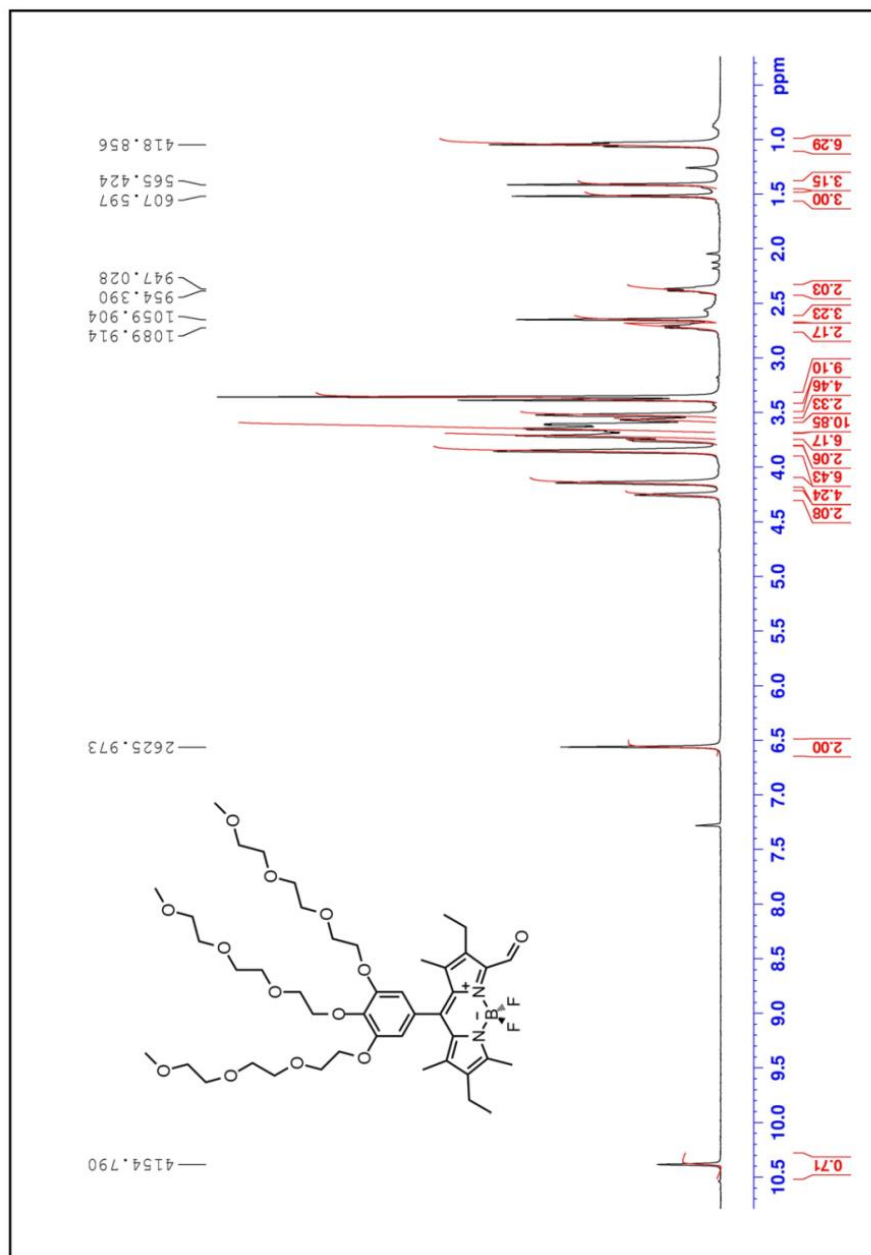 4154.790
2625.973
1089.914
1059.904
954.390
947.028
607.597
565.424
418.856
O
O
O
O
O
O
O
O
O
O
O
O
N
+
N
−
B
F
F
O
10.5 10.0 9.5 9.0 8.5 8.0 7.5 7.0 6.5 6.0 5.5 5.0 4.5 4.0 3.5 3.0 2.5 2.0 1.5 1.0 ppm
0.71
2.00
2.08
4.24
6.43
2.06
6.17
10.85
2.33
4.46
9.10
2.17
3.23
2.03
3.00
3.15
6.29